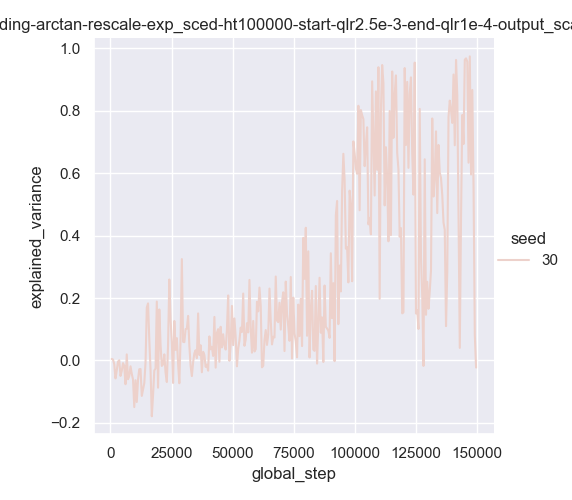 ding-arctan-rescale-exp_sced-ht100000-start-qlr2.5e-3-end-qlr1e-4-output_sca
1.0
0.8
0.6
0.4
0.2
0.0
−0.2
explained_variance
0 25000 50000 75000 100000 125000 150000
global_step
seed
30